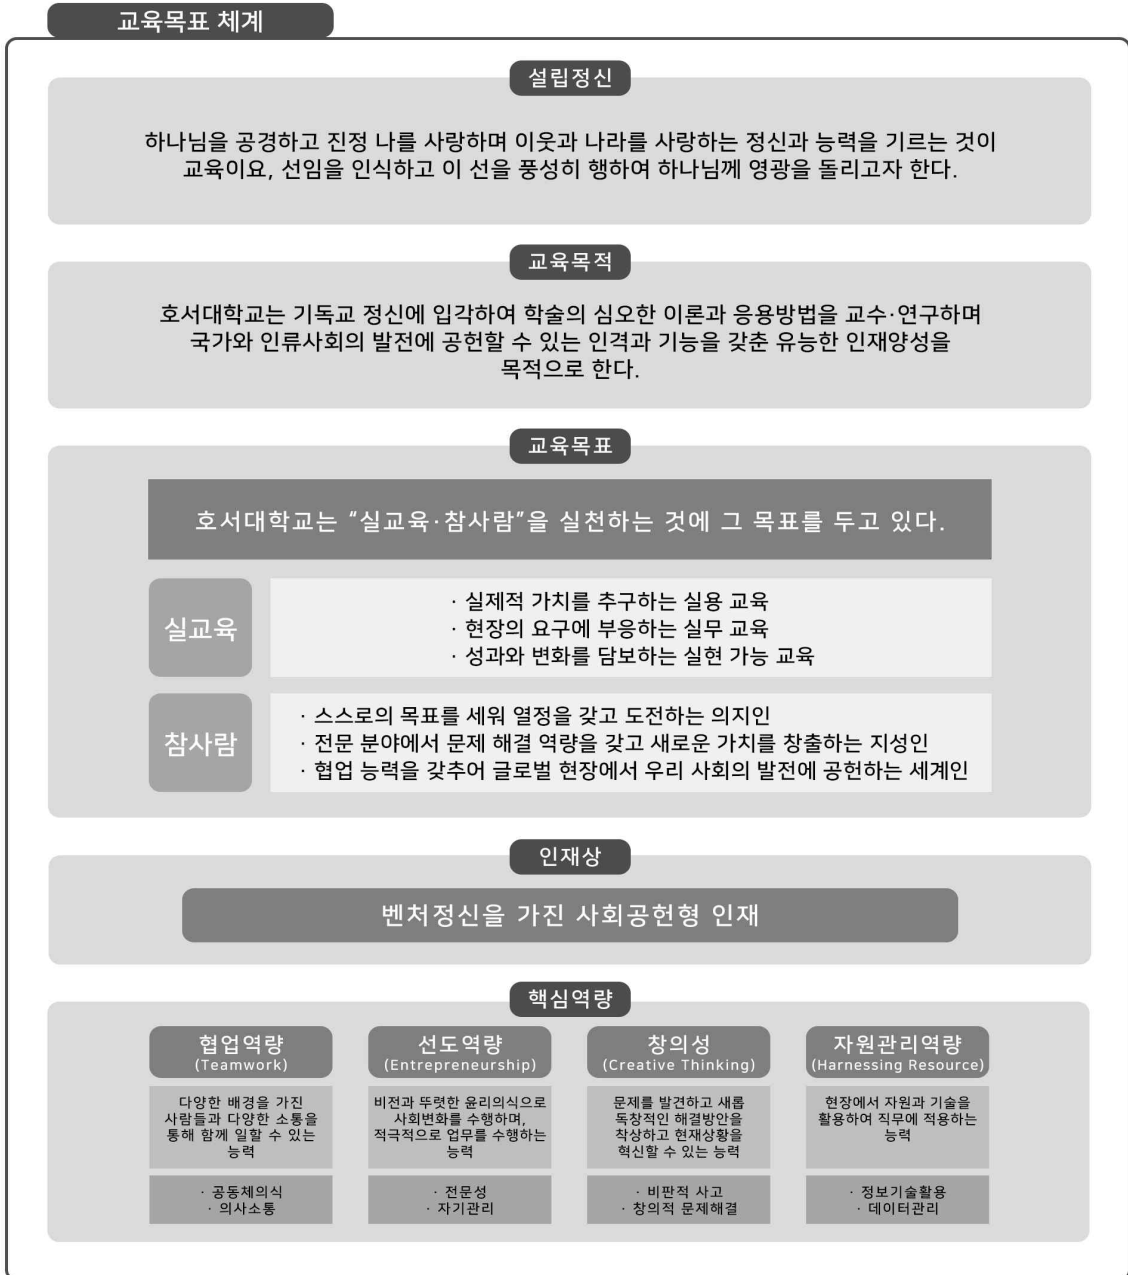 교육목표 체계
설립정신
하나님을 공경하고 진정 나를 사랑하며 이웃과 나라를 사랑하는 정신과 능력을 기르는 것이
교육이요, 선임을 인식하고 이 선을 풍성히 행하여 하나님께 영광을 돌리고자 한다.
교육목적
호서대학교는 기독교 정신에 입각하여 학술의 심오한 이론과 응용방법을 교수·연구하며
국가와 인류사회의 발전에 공헌할 수 있는 인격과 기능을 갖춘 유능한 인재양성을
목적으로 한다.
교육목표
호서대학교는 “실교육·참사람”을 실천하는 것에 그 목표를 두고 있다.
실교육
· 실제적 가치를 추구하는 실용 교육
· 현장의 요구에 부응하는 실무 교육
· 성과와 변화를 담보하는 실현 가능 교육
참사람
· 스스로의 목표를 세워 열정을 갖고 도전하는 의지인
· 전문 분야에서 문제 해결 역량을 갖고 새로운 가치를 창출하는 지성인
· 협업 능력을 갖추어 글로벌 현장에서 우리 사회의 발전에 공헌하는 세계인
인재상
벤처정신을 가진 사회공헌형 인재
핵심역량
협업역량
(Teamwork)
다양한 배경을 가진
사람들과 다양한 소통을
통해 함께 일할 수 있는
능력
· 공동체의식
· 의사소통
선도역량
(Entrepreneurship)
비전과 뚜렷한 윤리의식으로
사회변화를 수행하며,
적극적으로 업무를 수행하는
능력
· 전문성
· 자기관리
창의성
(Creative Thinking)
문제를 발견하고 새롭
독창적인 해결방안을
착상하고 현재상황을
혁신할 수 있는 능력
· 비판적 사고
· 창의적 문제해결
자원관리역량
(Harnessing Resource)
현장에서 자원과 기술을
활용하여 직무에 적용하는
능력
· 정보기술활용
· 데이터관리